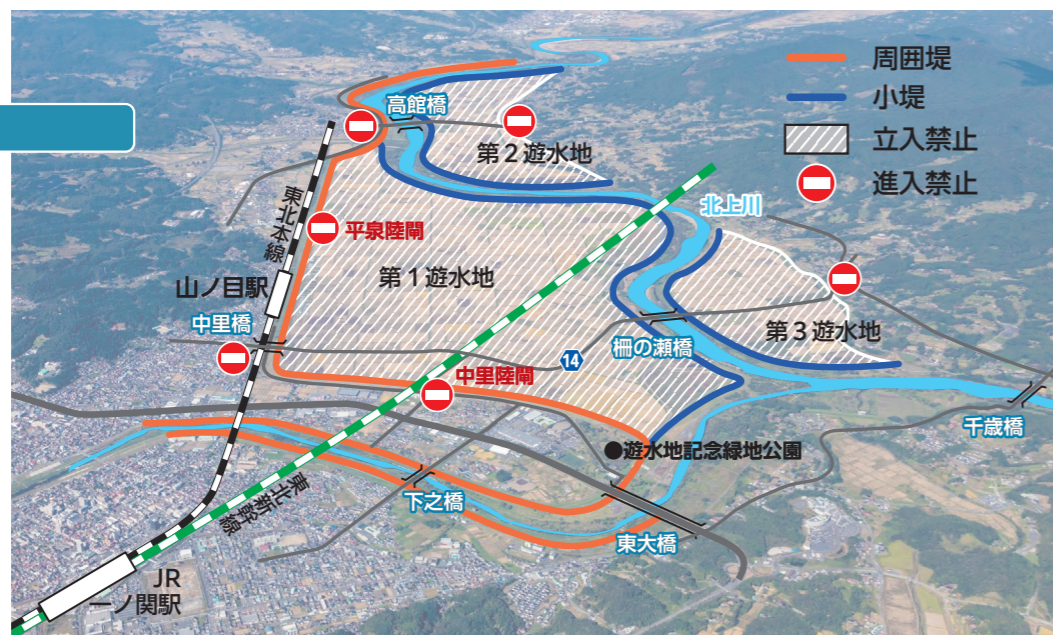 周囲堤
小堤
立入禁止
進入禁止
高館橋
第2遊水地
東北本線
平泉陸閘
北上川
第1遊水地
山ノ目駅
中里橋
第3遊水地
柵の瀬橋
14
中里陸閘
千歳橋
●遊水地記念緑地公園
下之橋
東北新幹線
東大橋
JR
一ノ関駅